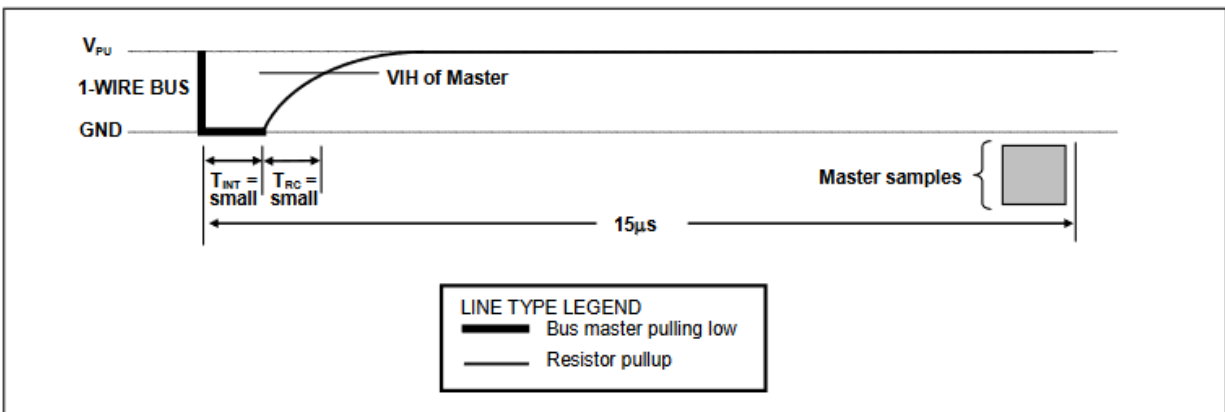 VPU
1-WIRE BUS
VIH of Master
GND
TINT =
small
TRC =
small
Master samples
15μs
LINE TYPE LEGEND
Bus master pulling low
Resistor pullup